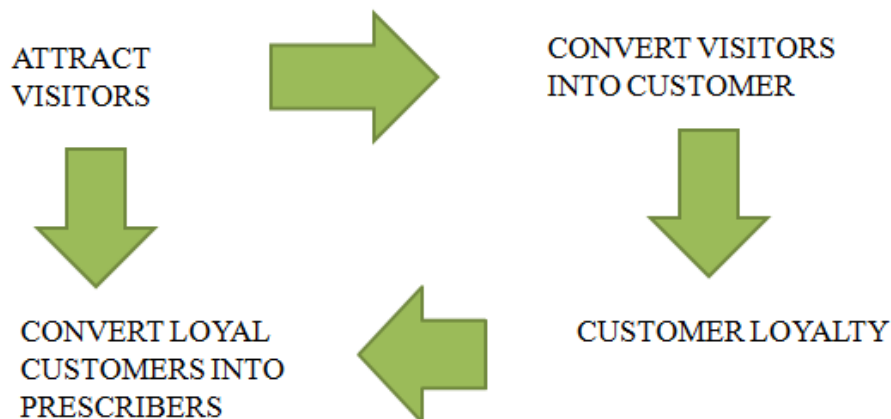 ATTRACT
VISITORS
CONVERT VISITORS
INTO CUSTOMER
CONVERT LOYAL
CUSTOMERS INTO
PRESCRIBERS
CUSTOMER LOYALTY